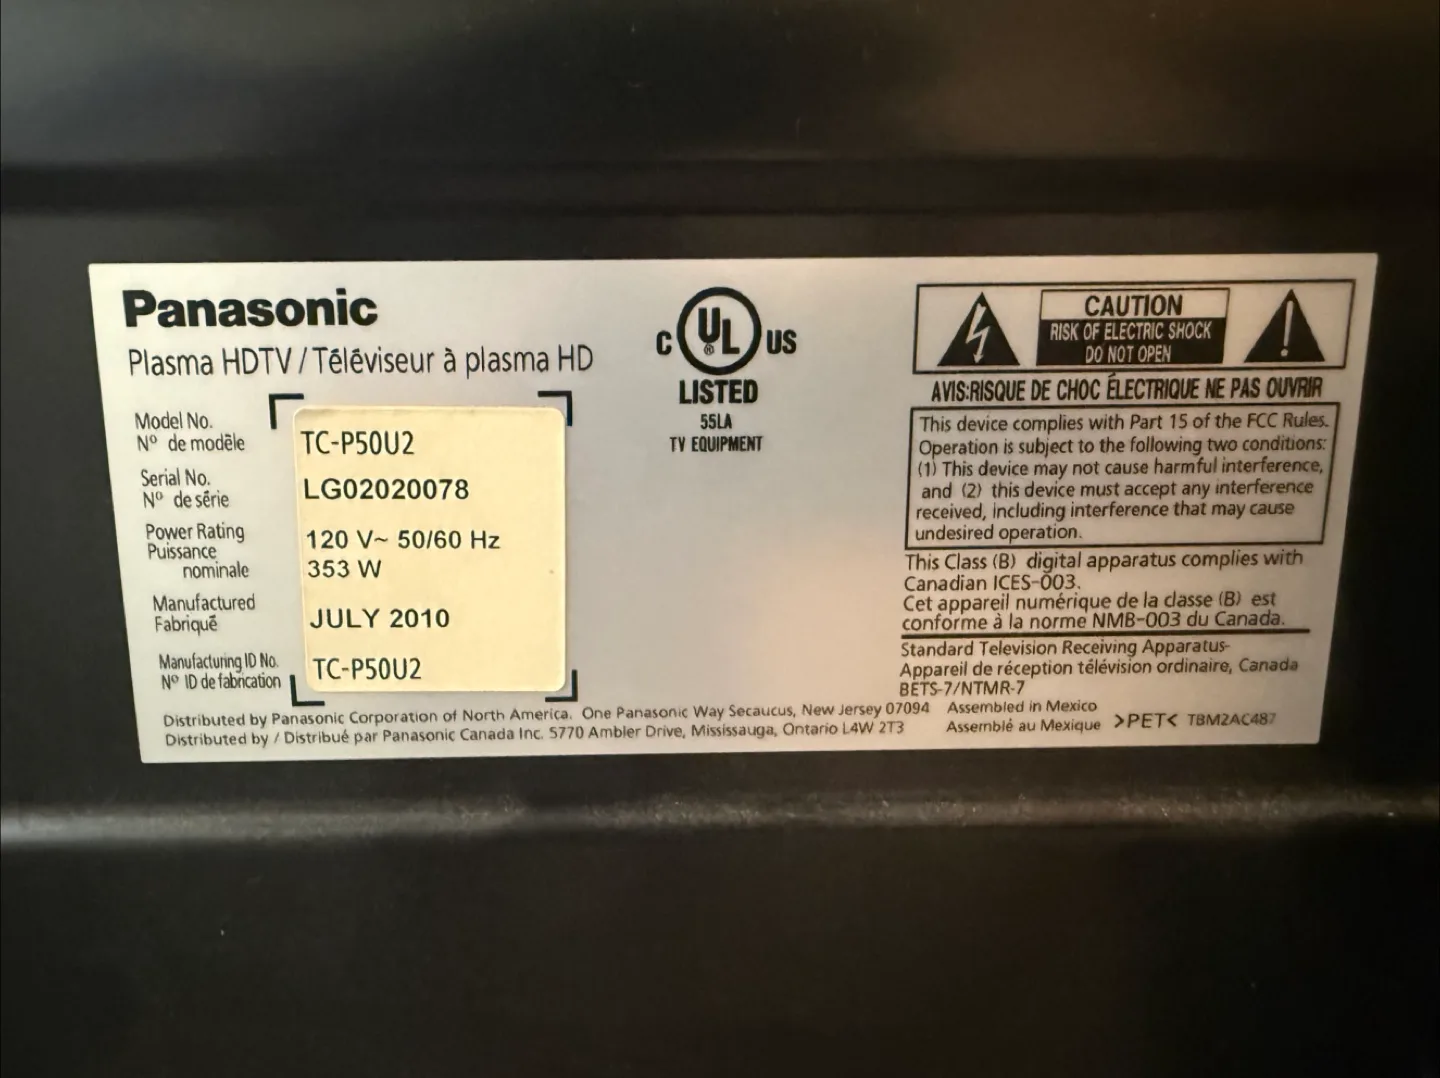 Panasonic
Plasma HDTV / Téléviseur à plasma HD
Model No.
Nº de modèle
TC-P50U2
Serial No.
Nº de série
LG02020078
Power Rating
Puissance
nominale
120 V~ 50/60 Hz
353 W
Manufactured
Fabriqué
JULY 2010
Manufacturing ID No.
Nº ID de fabrication
TC-P50U2
Distributed by Panasonic Corporation of North America. One Panasonic Way Secaucus, New Jersey 07094
Distributed by / Distribué par Panasonic Canada Inc. 5770 Ambler Drive, Mississauga, Ontario L4W 2T3
C UL ® US
LISTED
55LA
TV EQUIPMENT
CAUTION
RISK OF ELECTRIC SHOCK
DO NOT OPEN
AVIS:RISQUE DE CHOC ÉLECTRIQUE NE PAS OUVRIR
This device complies with Part 15 of the FCC Rules.
Operation is subject to the following two conditions:
(1) This device may not cause harmful interference,
and (2) this device must accept any interference
received, including interference that may cause
undesired operation.
This Class (B) digital apparatus complies with
Canadian ICES-003.
Cet appareil numérique de la classe (B) est
conforme à la norme NMB-003 du Canada.
Standard Television Receiving Apparatus-
Appareil de réception télévision ordinaire, Canada
BETS-7/NTMR-7
Assembled in Mexico
Assemblé au Mexique >PET< TBM2AC487